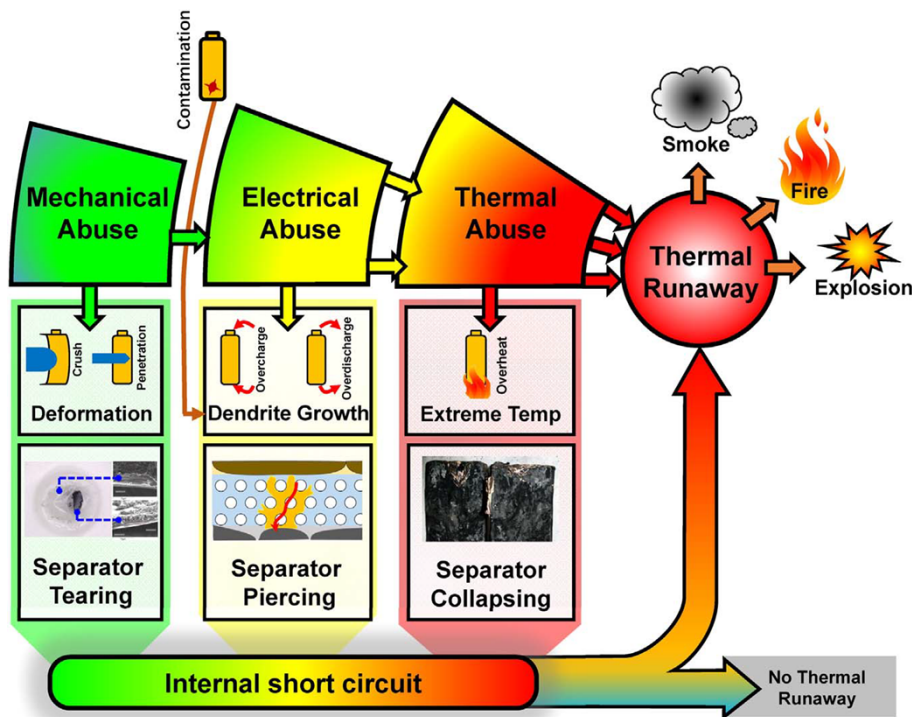 Contamination
Smoke
Fire
Explosion
Mechanical
Abuse
Electrical
Abuse
Thermal
Abuse
Thermal
Runaway
Crush
Penetration
Deformation
Overcharge
Overdischarge
Dendrite Growth
Overheat
Extreme Temp
Separator
Tearing
Separator
Piercing
Separator
Collapsing
Internal short circuit
No Thermal
Runaway